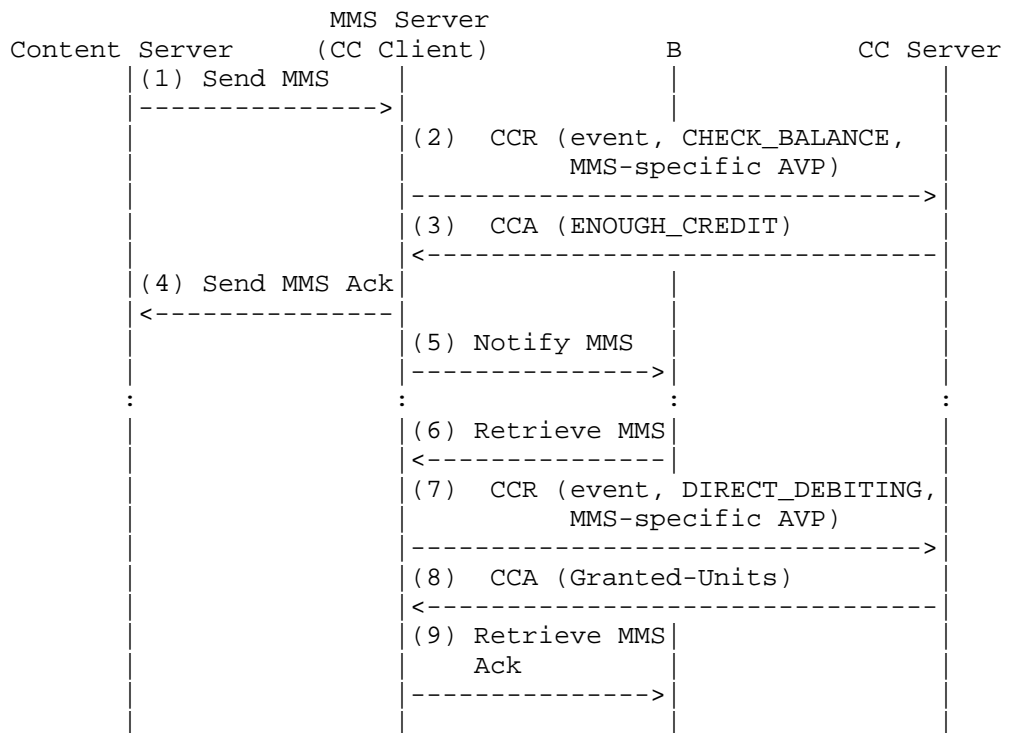 MMS Server
Content Server (CC Client) B CC Server
(1) Send MMS
(2) CCR (event, CHECK_BALANCE,
MMS-specific AVP)
(3) CCA (ENOUGH_CREDIT)
(4) Send MMS Ack
(5) Notify MMS
(6) Retrieve MMS
(7) CCR (event, DIRECT_DEBITING,
MMS-specific AVP)
(8) CCA (Granted-Units)
(9) Retrieve MMS
Ack